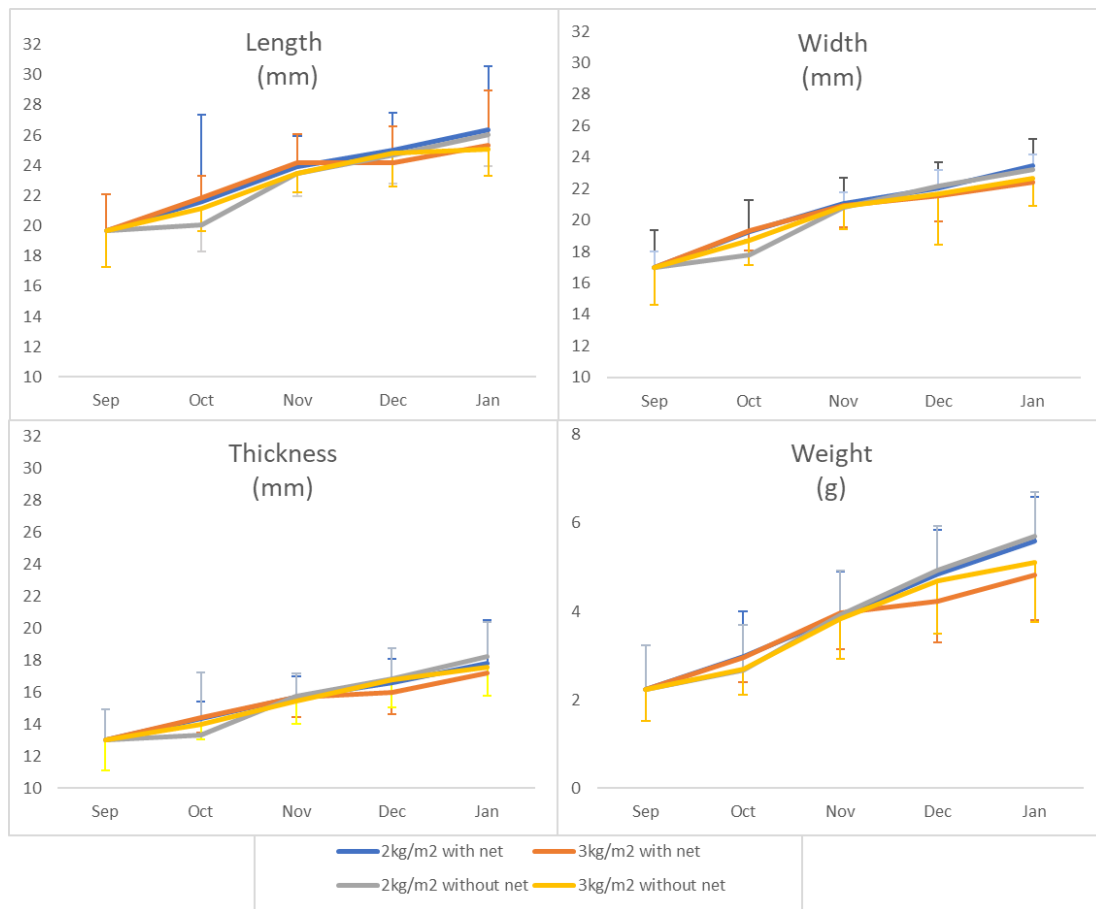 Length
(mm)
32
30
28
26
24
22
20
18
16
14
12
10
Sep Oct Nov Dec Jan
Width
(mm)
32
30
28
26
24
22
20
18
16
14
12
10
Sep Oct Nov Dec Jan
Thickness
(mm)
32
30
28
26
24
22
20
18
16
14
12
10
Sep Oct Nov Dec Jan
Weight
(g)
8
6
4
2
0
Sep Oct Nov Dec Jan
2kg/m2 with net 3kg/m2 with net
2kg/m2 without net 3kg/m2 without net